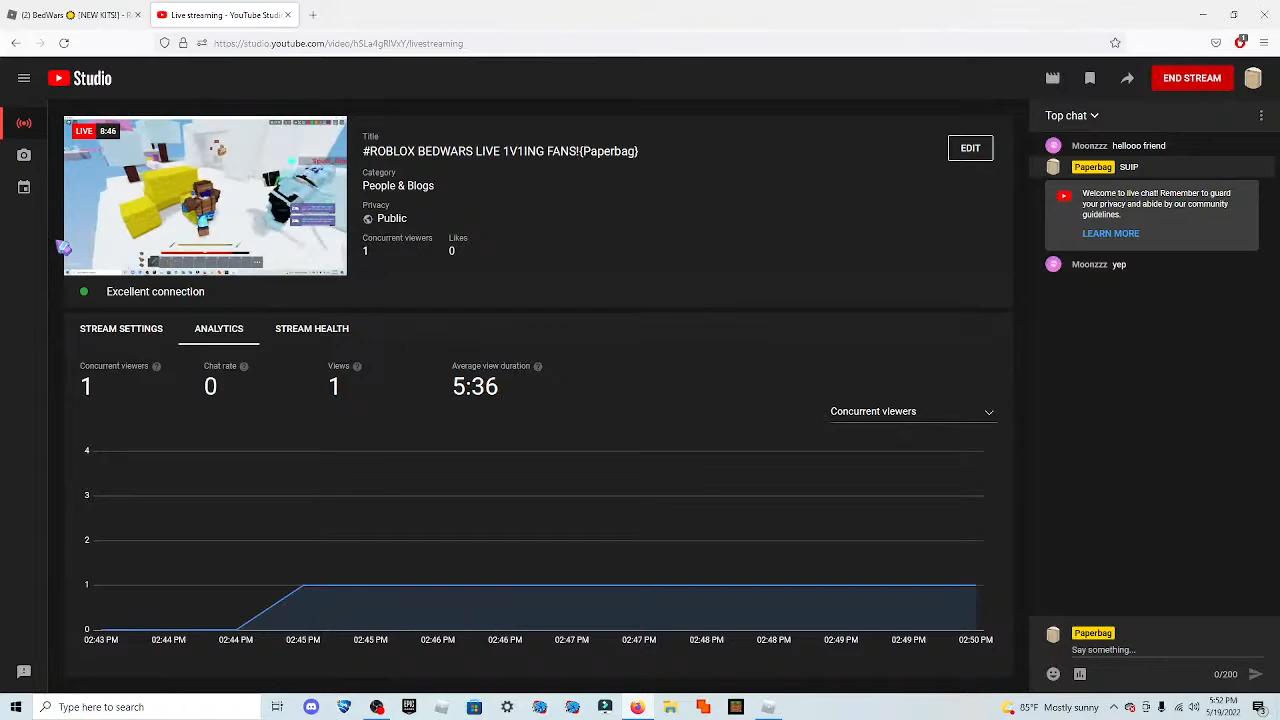 (2) BedWars 🌻 [NEW KITS!] - R
Live streaming - YouTube Studi
https://studio.youtube.com/video/hSLa4gRlVxY/livestreaming
Studio
END STREAM
LIVE 8:46
Title
#ROBLOX BEDWARS LIVE 1V1ING FANS!{Paperbag}
EDIT
Category
People & Blogs
Privacy
Public
Concurrent viewers
Likes
1
0
Excellent connection
STREAM SETTINGS
ANALYTICS
STREAM HEALTH
Concurrent viewers
Chat rate
Views
Average view duration
1
0
1
5:36
Concurrent viewers
4
3
2
1
0
02:43 PM 02:44 PM 02:44 PM 02:45 PM 02:45 PM 02:46 PM 02:46 PM 02:47 PM 02:47 PM 02:48 PM 02:48 PM 02:49 PM 02:49 PM 02:50 PM
Top chat
Moonzzz hellooo friend
Paperbag SUIP
Welcome to live chat! Remember to guard
your privacy and abide by our community
guidelines.
LEARN MORE
Moonzzz yep
Paperbag
Say something...
0/200
Type here to search
EPIC
85°F Mostly sunny
5:52 PM
5/19/2022